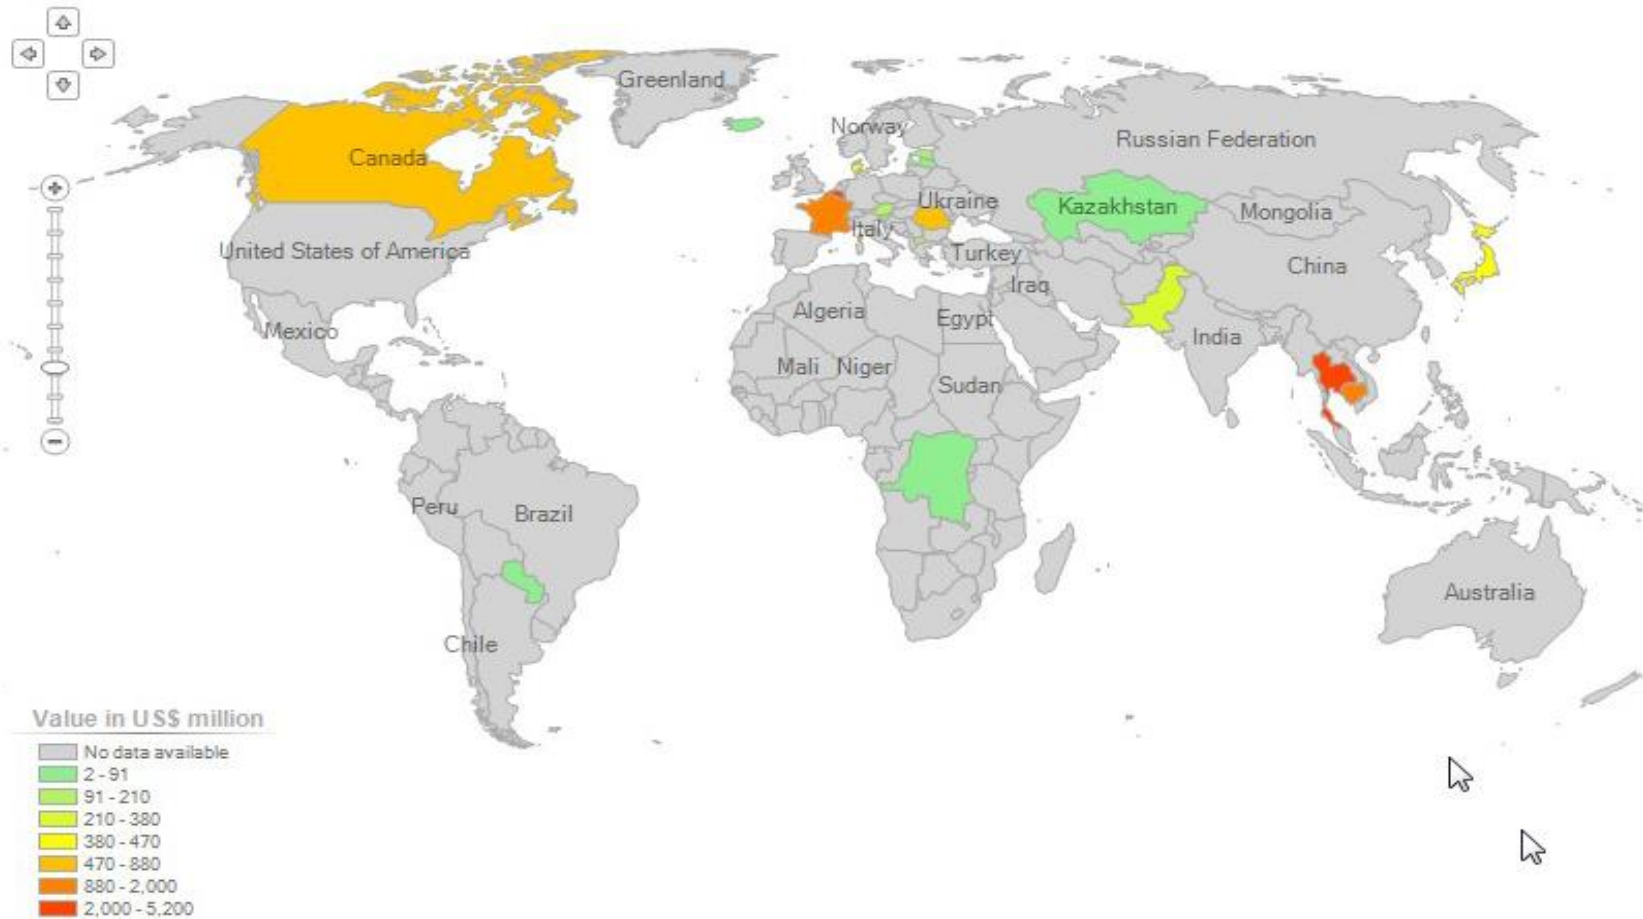 Greenland
Norway
Russian Federation
Canada
Ukraine
Kazakhstan
Mongolia
Italy
United States of America
Turkey
China
Iraq
Algeria
Egypt
Mexico
India
Mali
Niger
Sudan
Peru
Brazil
Australia
Chile
Value in US$ million
No data available
2 - 91
91 - 210
210 - 380
380 - 470
470 - 880
880 - 2,000
2,000 - 5,200